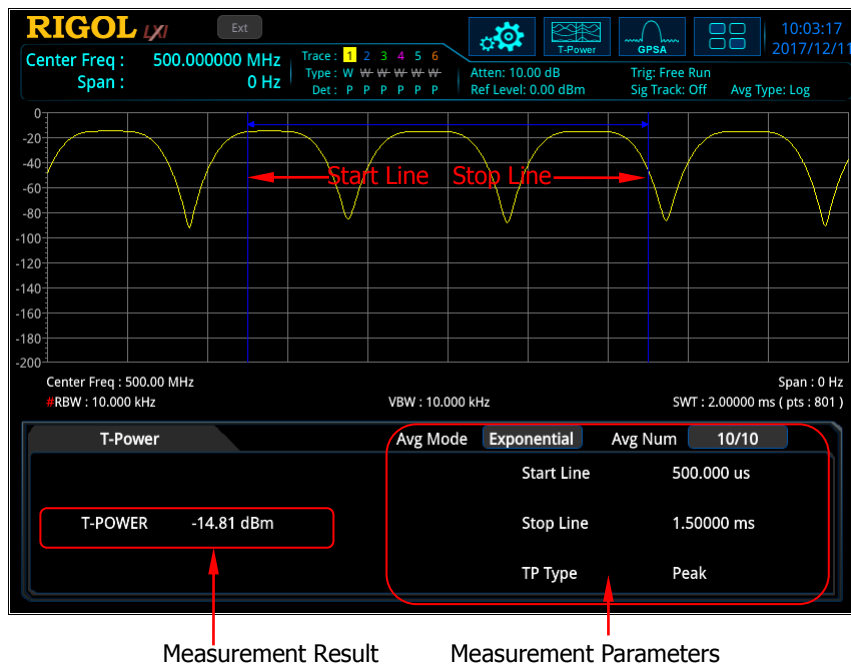 RIGOL LXI Ext
T-Power GPSA
10:03:17
2017/12/11
Center Freq : 500.000000 MHz
Span : 0 Hz
Trace : 1 2 3 4 5 6
Type : W W W W W W
Det : P P P P P P
Atten: 10.00 dB
Ref Level: 0.00 dBm
Trig: Free Run
Sig Track: Off
Avg Type: Log
0
-20
-40
-60
-80
-100
-120
-140
-160
-180
-200
Start Line Stop Line
Center Freq : 500.00 MHz Span : 0 Hz
#RBW : 10.000 kHz VBW : 10.000 kHz SWT : 2.00000 ms ( pts : 801 )
T-Power
Avg Mode Exponential Avg Num 10/10
Start Line 500.000 us
T-POWER -14.81 dBm
Stop Line 1.50000 ms
TP Type Peak
Measurement Result Measurement Parameters